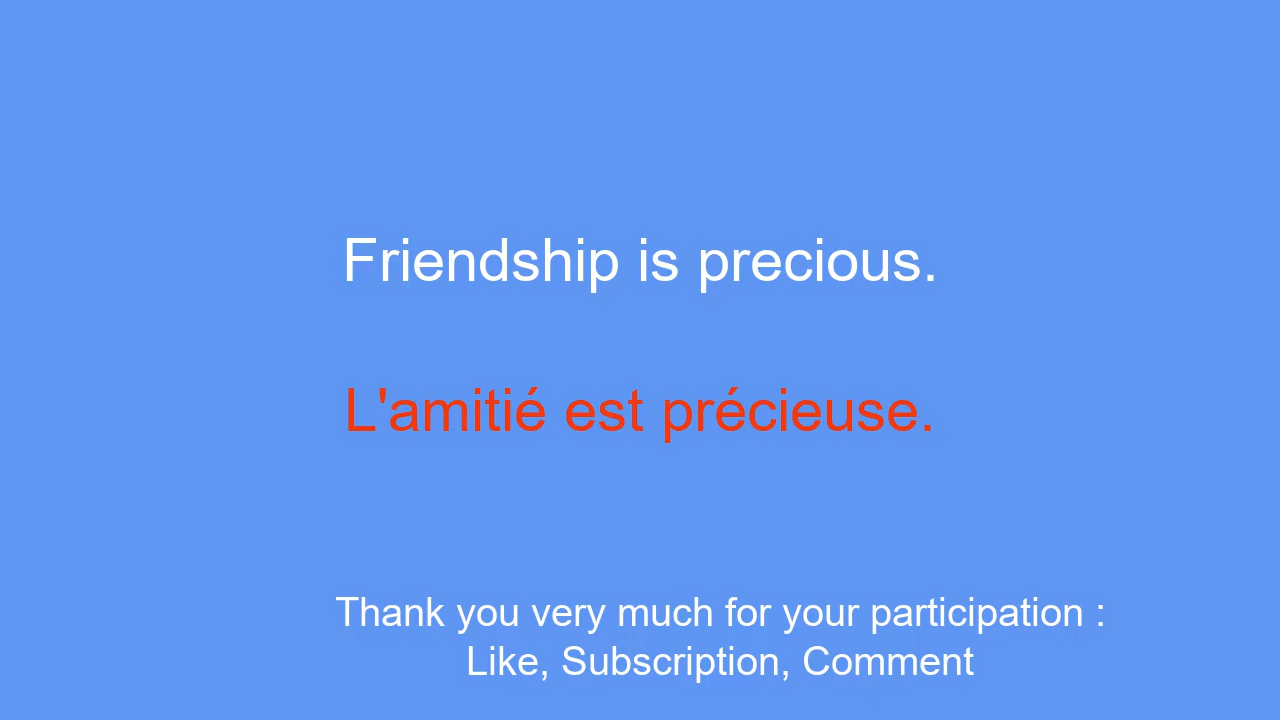 Friendship is precious.
L'amitié est précieuse.
Thank you very much for your participation :
Like, Subscription, Comment